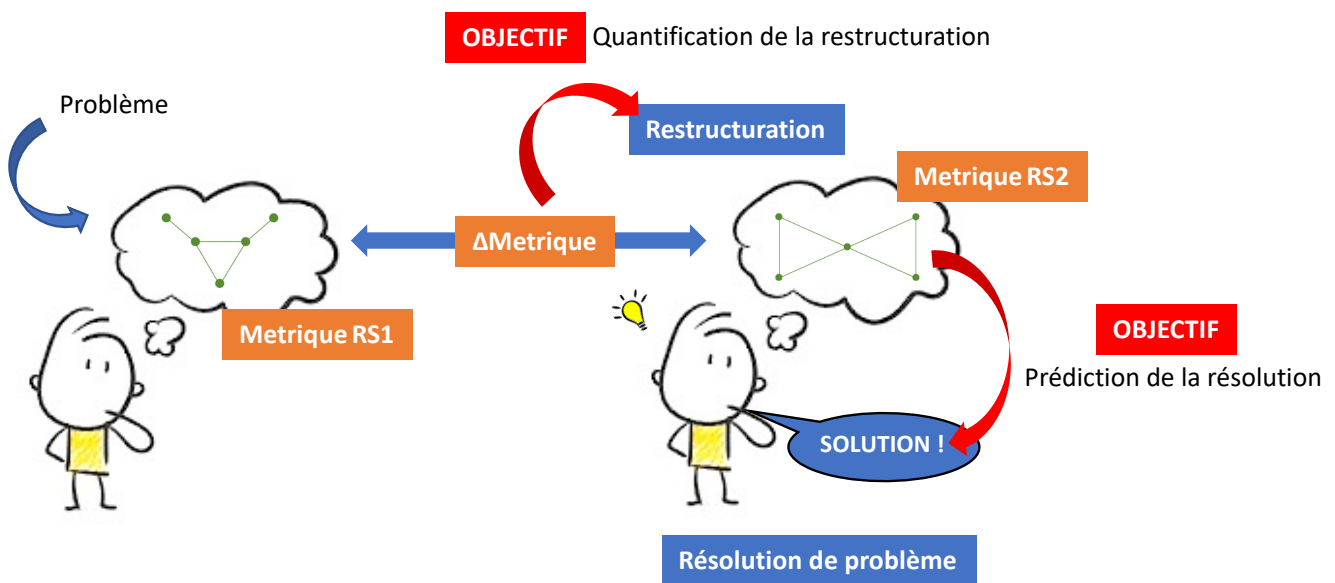 OBJECTIF Quantification de la restructuration
Problème
Restructuration
Metrique RS2
ΔMetrique
Metrique RS1
OBJECTIF
Prédiction de la résolution
SOLUTION !
Résolution de problème